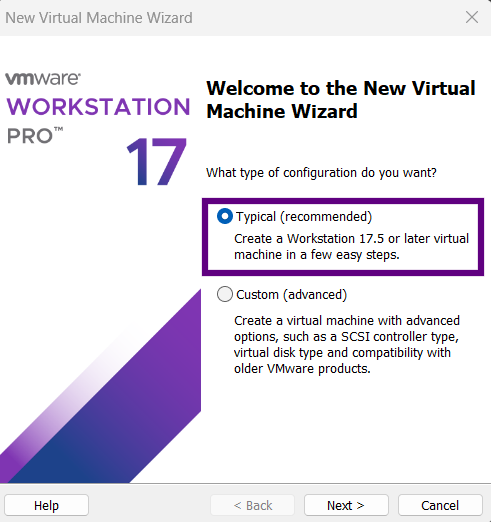 New Virtual Machine Wizard
vmware®
WORKSTATION
PRO™
17
Welcome to the New Virtual
Machine Wizard
What type of configuration do you want?
Typical (recommended)
Create a Workstation 17.5 or later virtual
machine in a few easy steps.
Custom (advanced)
Create a virtual machine with advanced
options, such as a SCSI controller type,
virtual disk type and compatibility with
older VMware products.
Help
< Back
Next >
Cancel